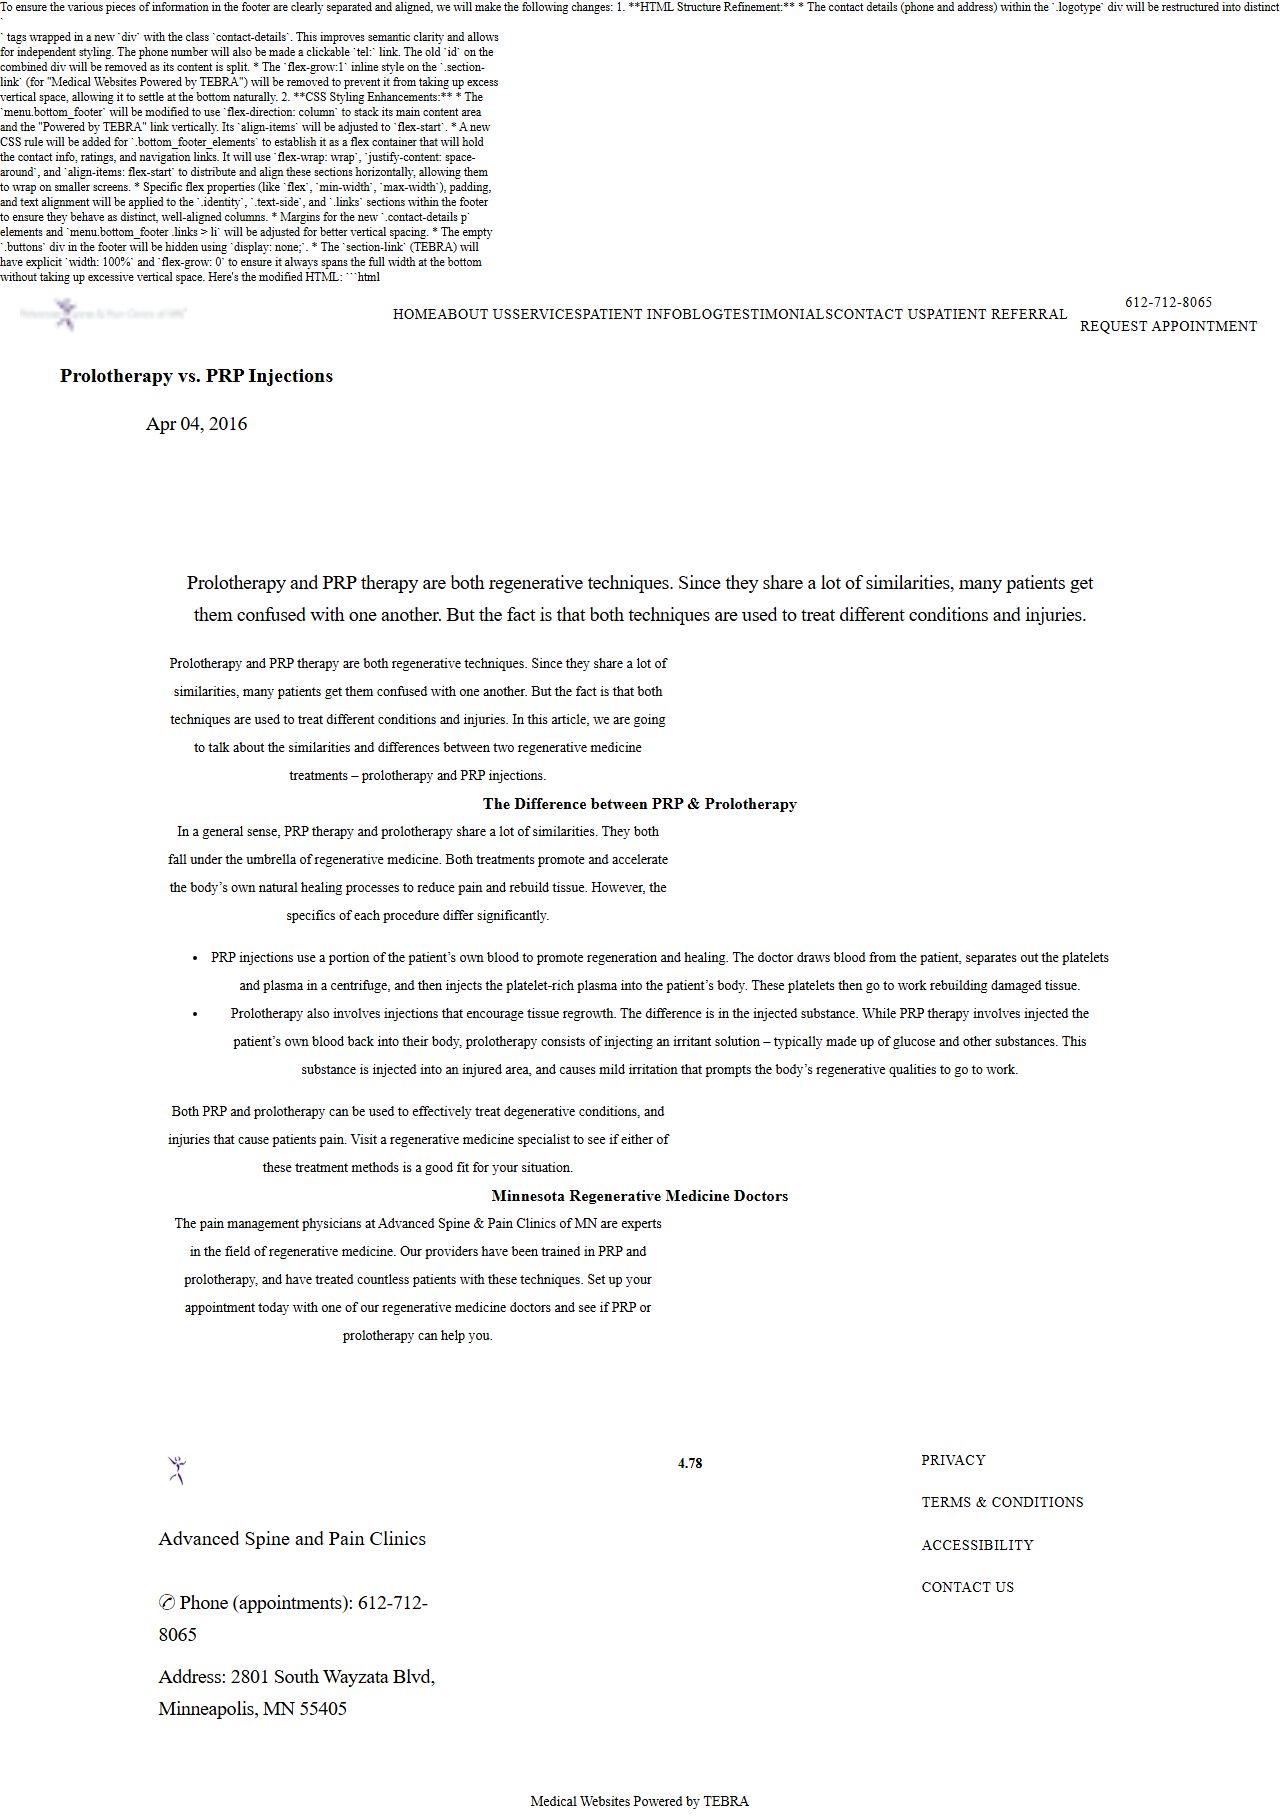 To ensure the various pieces of information in the footer are clearly separated and aligned, we will make the following changes: 1. **HTML Structure Refinement:** * The contact details (phone and address) within the `.logotype` div will be restructured into distinct
`
` tags wrapped in a new `div` with the class `contact-details`. This improves semantic clarity and allows
for independent styling. The phone number will also be made a clickable `tel:` link. The old `id` on the
combined div will be removed as its content is split. * The `flex-grow:1` inline style on the `.section-
link` (for "Medical Websites Powered by TEBRA") will be removed to prevent it from taking up excess
vertical space, allowing it to settle at the bottom naturally. 2. **CSS Styling Enhancements:** * The
`menu.bottom_footer` will be modified to use `flex-direction: column` to stack its main content area
and the "Powered by TEBRA" link vertically. Its `align-items` will be adjusted to `flex-start`. * A new
CSS rule will be added for `.bottom_footer_elements` to establish it as a flex container that will hold
the contact info, ratings, and navigation links. It will use `flex-wrap: wrap`, `justify-content: space-
around`, and `align-items: flex-start` to distribute and align these sections horizontally, allowing them
to wrap on smaller screens. * Specific flex properties (like `flex`, `min-width`, `max-width`), padding,
and text alignment will be applied to the `.identity`, `.text-side`, and `.links` sections within the footer
to ensure they behave as distinct, well-aligned columns. * Margins for the new `.contact-details p`
elements and `menu.bottom_footer .links > li` will be adjusted for better vertical spacing. * The empty
`.buttons` div in the footer will be hidden using `display: none;`. * The `section-link` (TEBRA) will
have explicit `width: 100%` and `flex-grow: 0` to ensure it always spans the full width at the bottom
without taking up excessive vertical space. Here's the modified HTML: ```html
612-712-8065
HOMEABOUT USSERVICESPATIENT INFOBLOGTESTIMONIALSCONTACT USPATIENT REFERRAL
REQUEST APPOINTMENT
Prolotherapy vs. PRP Injections
Apr 04, 2016
Prolotherapy and PRP therapy are both regenerative techniques. Since they share a lot of similarities, many patients get
them confused with one another. But the fact is that both techniques are used to treat different conditions and injuries.
Prolotherapy and PRP therapy are both regenerative techniques. Since they share a lot of
similarities, many patients get them confused with one another. But the fact is that both
techniques are used to treat different conditions and injuries. In this article, we are going
to talk about the similarities and differences between two regenerative medicine
treatments – prolotherapy and PRP injections.
The Difference between PRP & Prolotherapy
In a general sense, PRP therapy and prolotherapy share a lot of similarities. They both
fall under the umbrella of regenerative medicine. Both treatments promote and accelerate
the body’s own natural healing processes to reduce pain and rebuild tissue. However, the
specifics of each procedure differ significantly.
• PRP injections use a portion of the patient’s own blood to promote regeneration and healing. The doctor draws blood from the patient, separates out the platelets
and plasma in a centrifuge, and then injects the platelet-rich plasma into the patient’s body. These platelets then go to work rebuilding damaged tissue.
• Prolotherapy also involves injections that encourage tissue regrowth. The difference is in the injected substance. While PRP therapy involves injected the
patient’s own blood back into their body, prolotherapy consists of injecting an irritant solution – typically made up of glucose and other substances. This
substance is injected into an injured area, and causes mild irritation that prompts the body’s regenerative qualities to go to work.
Both PRP and prolotherapy can be used to effectively treat degenerative conditions, and
injuries that cause patients pain. Visit a regenerative medicine specialist to see if either of
these treatment methods is a good fit for your situation.
Minnesota Regenerative Medicine Doctors
The pain management physicians at Advanced Spine & Pain Clinics of MN are experts
in the field of regenerative medicine. Our providers have been trained in PRP and
prolotherapy, and have treated countless patients with these techniques. Set up your
appointment today with one of our regenerative medicine doctors and see if PRP or
prolotherapy can help you.
4.78
PRIVACY
TERMS & CONDITIONS
ACCESSIBILITY
CONTACT US
Advanced Spine and Pain Clinics
✆ Phone (appointments): 612-712-
8065
Address: 2801 South Wayzata Blvd,
Minneapolis, MN 55405
Medical Websites Powered by TEBRA